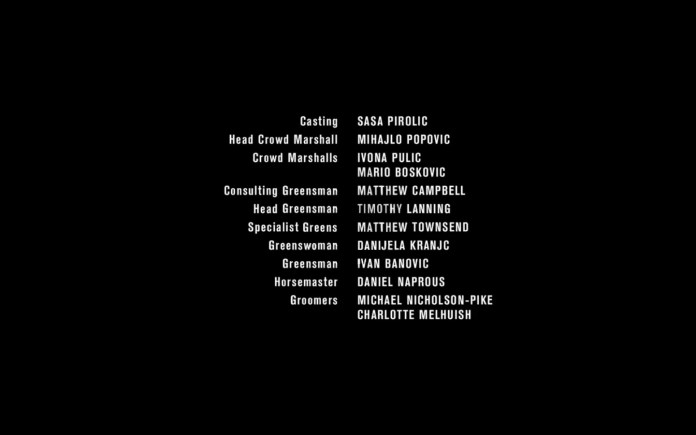 Casting SASA PIROLIC
Head Crowd Marshall MIHAJLO POPOVIC
Crowd Marshalls IVONA PULIC
MARIO BOSKOVIC
Consulting Greensman MATTHEW CAMPBELL
Head Greensman TIMOTHY LANNING
Specialist Greens MATTHEW TOWNSEND
Greenswoman DANIJELA KRANJC
Greensman IVAN BANOVIC
Horsemaster DANIEL NAPROUS
Groomers MICHAEL NICHOLSON-PIKE
CHARLOTTE MELHUISH